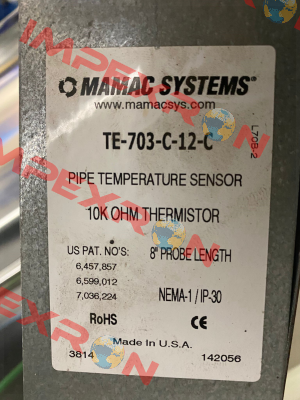 MAMAC SYSTEMS®
www.mamacsys.com
TE-703-C-12-C
L70B-2
PIPE TEMPERATURE SENSOR
10K OHM THERMISTOR
US PAT. NO'S: 8" PROBE LENGTH
6,457,857
6,599,012
7,036,224 NEMA-1 / IP-30
RoHS CE
Made In U.S.A.
3814 142056
IMPEXRON
IMPEXRON
IMPEXRON